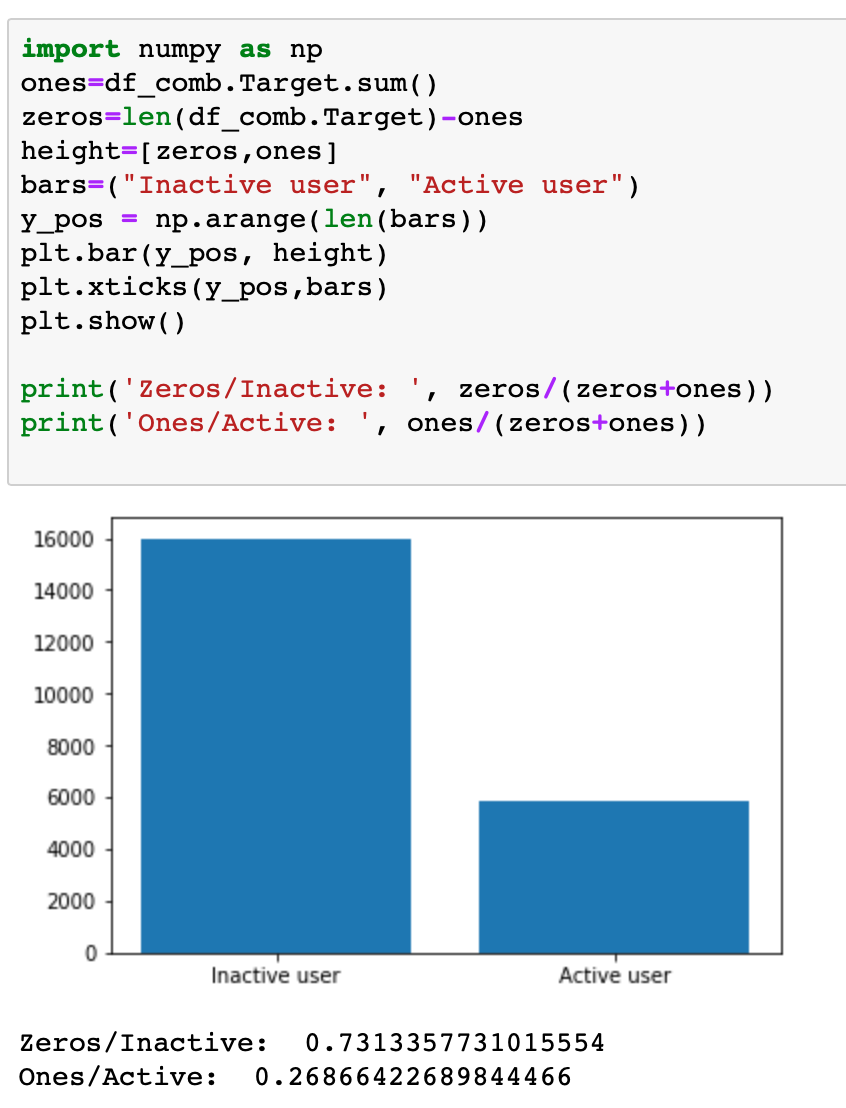 import numpy as np
ones=df_comb.Target.sum()
zeros=len(df_comb.Target)-ones
height=[zeros,ones]
bars=("Inactive user", "Active user")
y_pos = np.arange(len(bars))
plt.bar(y_pos, height)
plt.xticks(y_pos,bars)
plt.show()
print('Zeros/Inactive: ', zeros/(zeros+ones))
print('Ones/Active: ', ones/(zeros+ones))
16000
14000
12000
10000
8000
6000
4000
2000
0
Inactive user Active user
Zeros/Inactive:  0.7313357731015554
Ones/Active:  0.26866422689844466